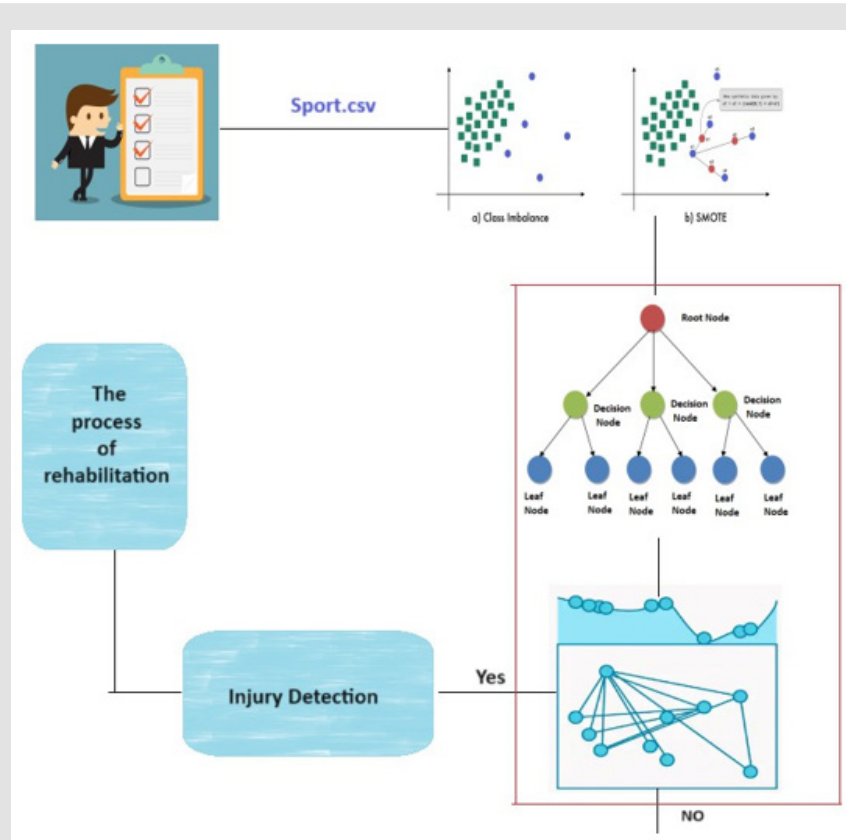 Sport.csv
a) Class Imbalance
b) SMOTE
Root Node
Decision
Node
Decision
Node
Decision
Node
Leaf
Node
Leaf
Node
Leaf
Node
Leaf
Node
Leaf
Node
Leaf
Node
The
process
of
rehabilitation
Injury Detection
Yes
NO